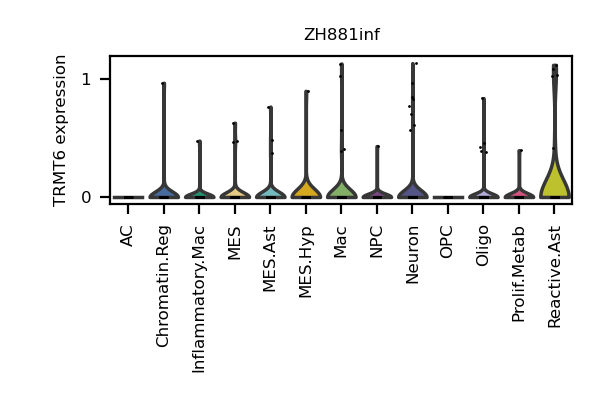 ZH881inf
TRMT6 expression
1
0
AC
Chromatin.Reg
Inflammatory.Mac
MES
MES.Ast
MES.Hyp
Mac
NPC
Neuron
OPC
Oligo
Prolif.Metab
Reactive.Ast